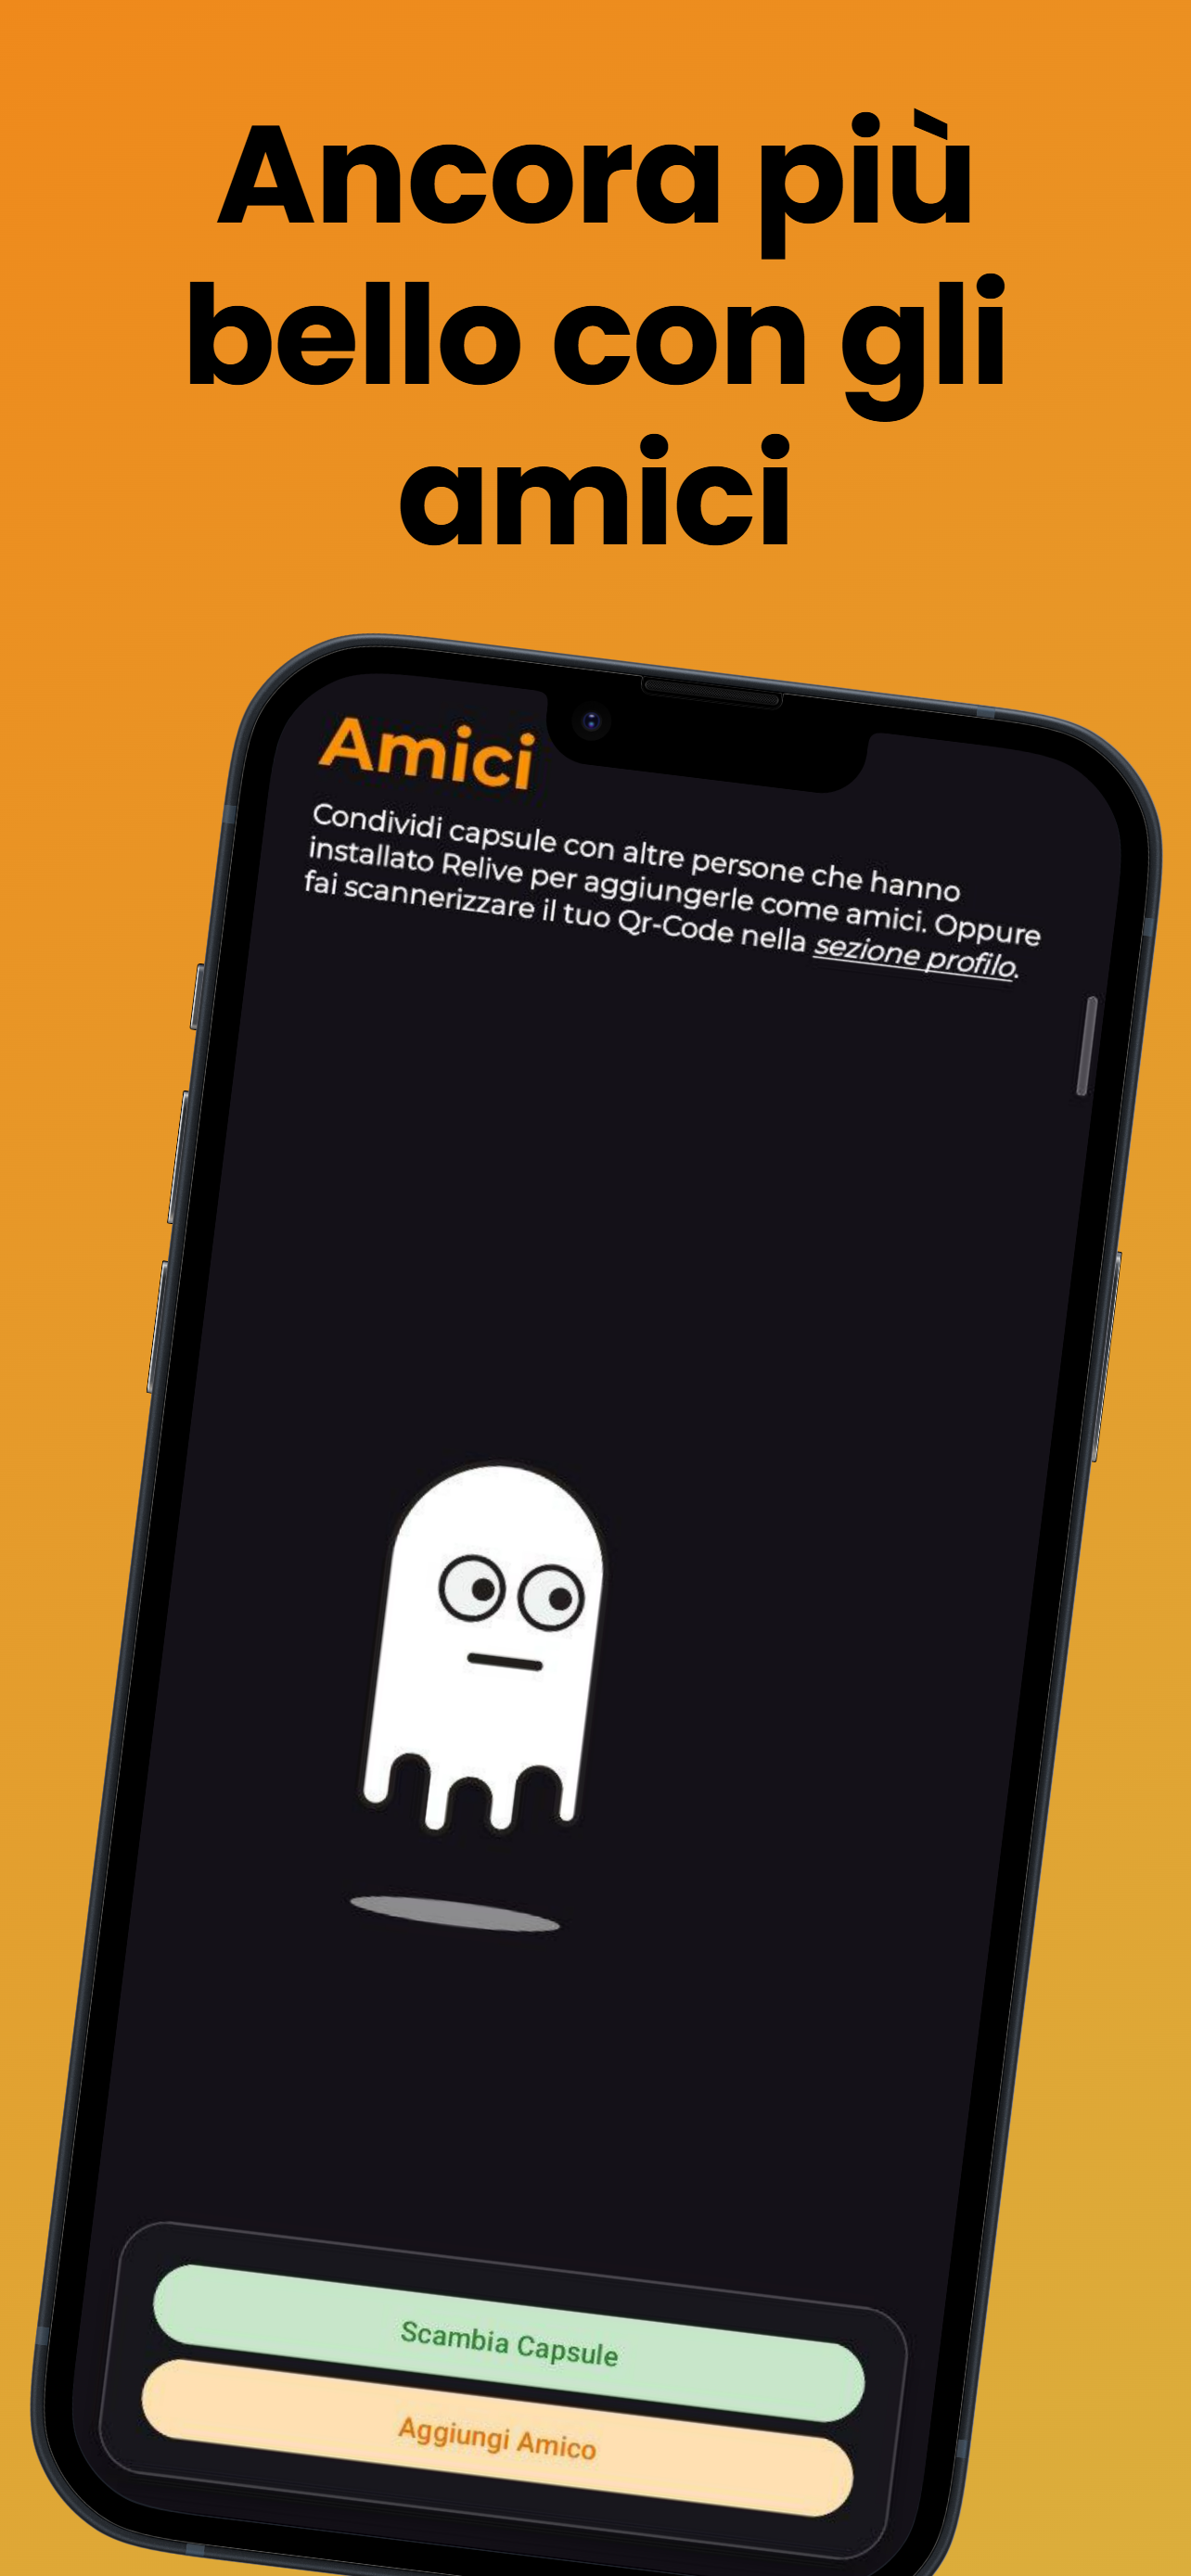 Ancora più
bello con gli
amici
Amici
Condividi capsule con altre persone che hanno
installato Relive per aggiungerle come amici. Oppure
fai scannerizzare il tuo Qr-Code nella sezione profilo.
Scambia Capsule
Aggiungi Amico